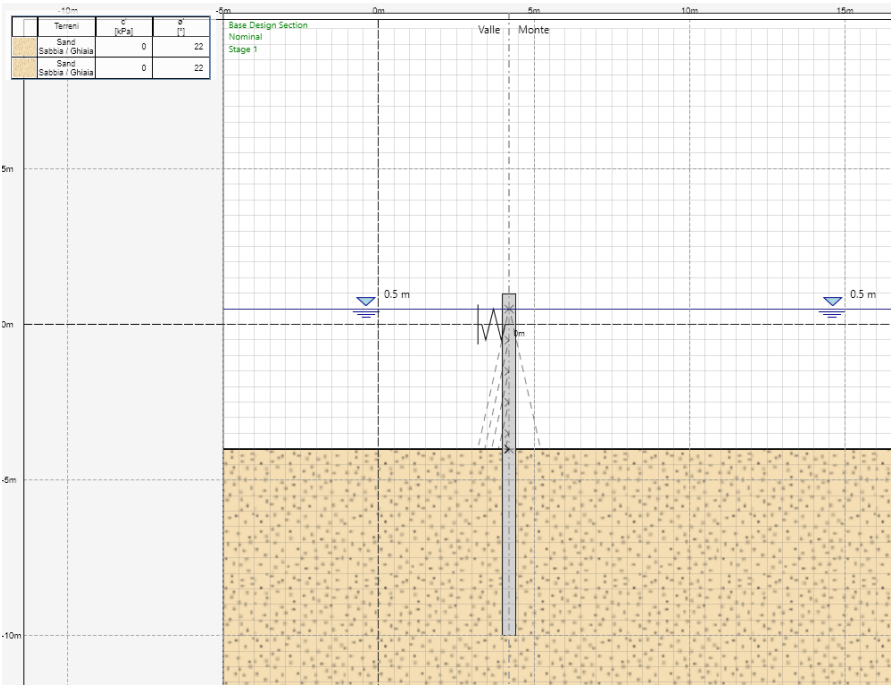 -10m
-5m
0m
5m
10m
15m
Terreni
c'
[kPa]
ø'
[°]
Sand
Sabbia / Ghiaia
0
22
Sand
Sabbia / Ghiaia
0
22
Base Design Section
Nominal
Stage 1
Valle
Monte
5m
0.5 m
0.5 m
0m
0m
-5m
-10m